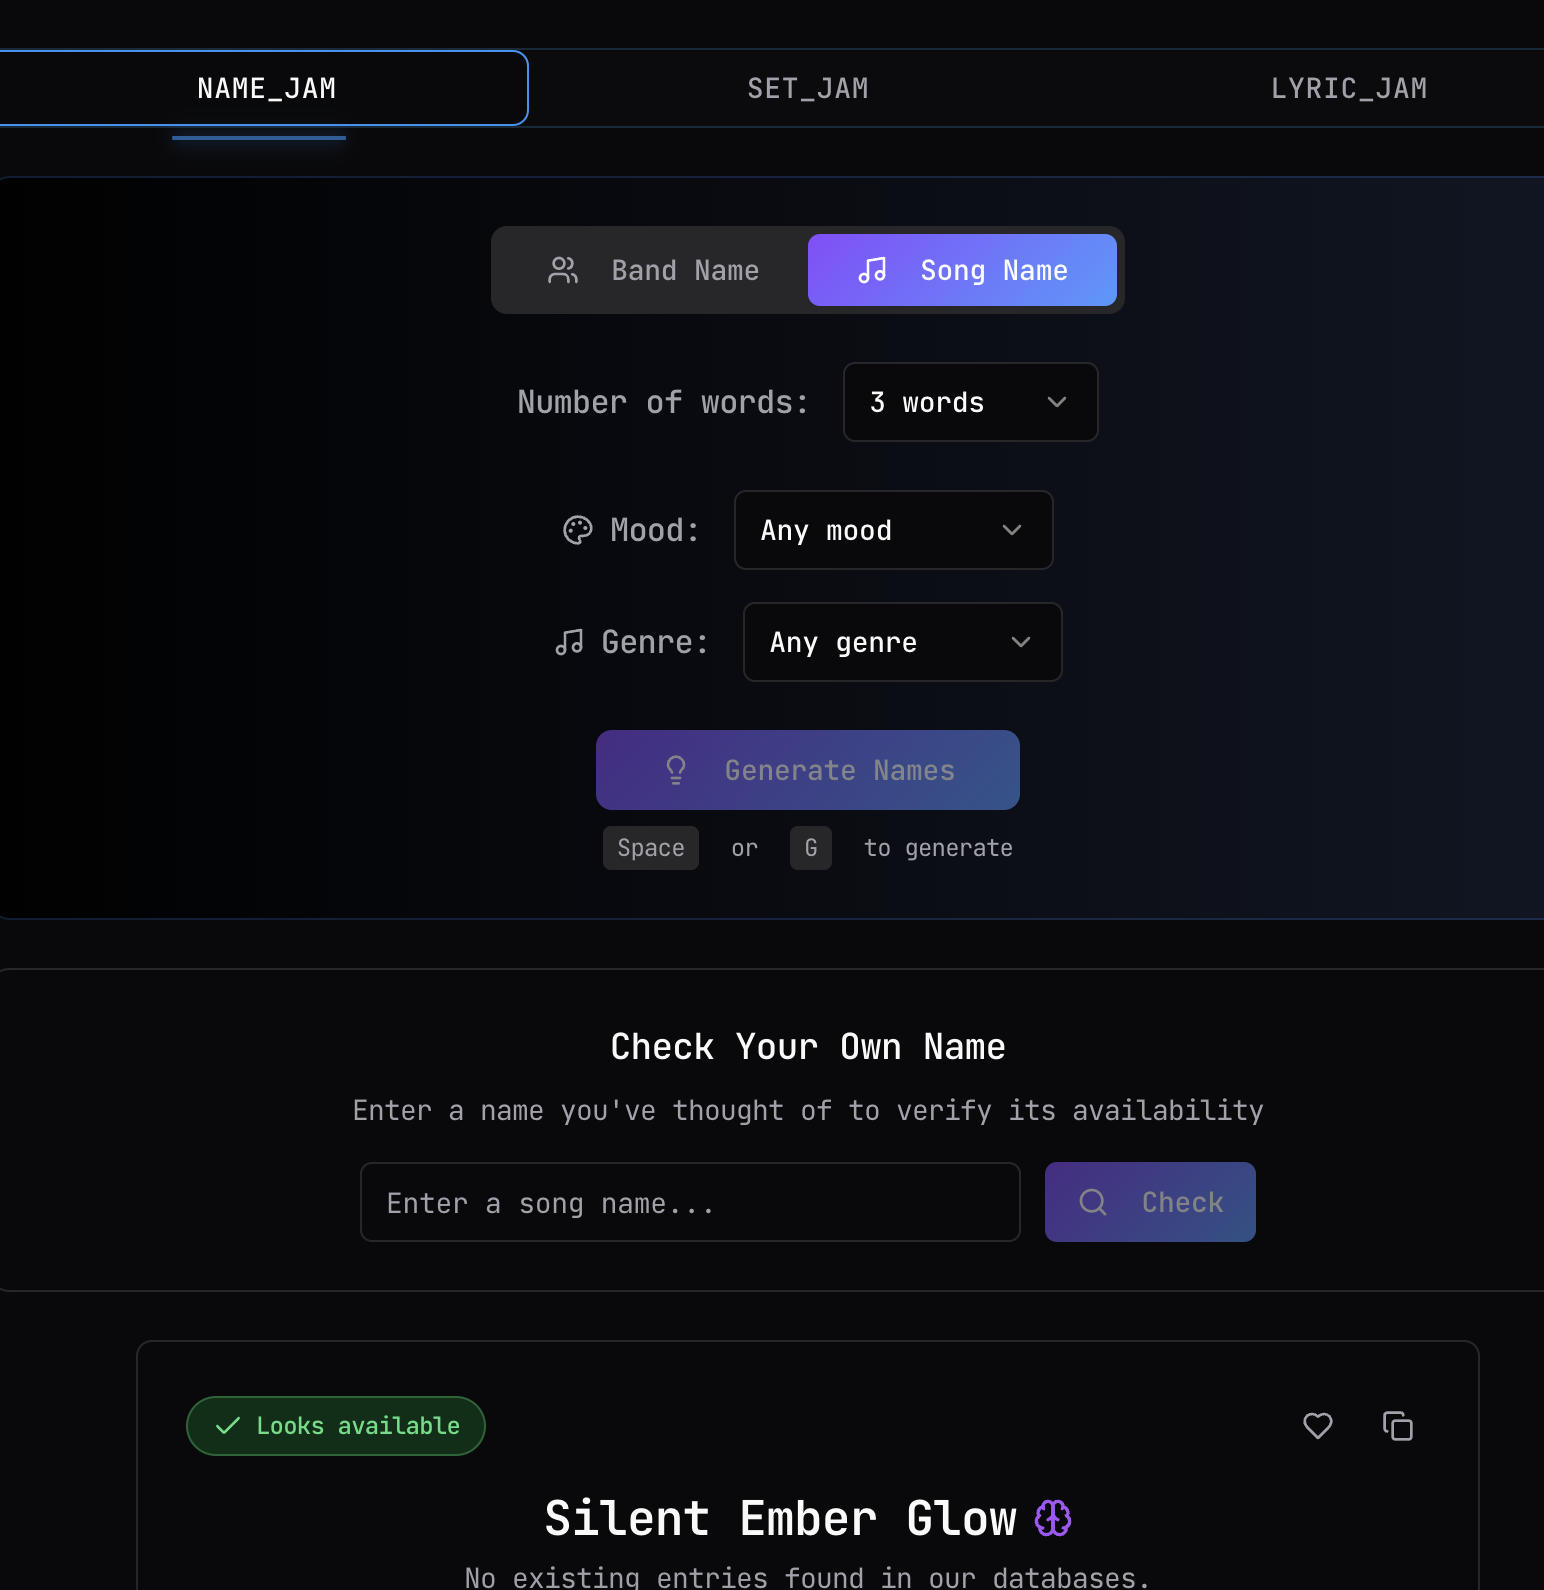 NAME_JAM SET_JAM LYRIC_JAM
Band Name Song Name
Number of words: 3 words
Mood: Any mood
Genre: Any genre
Generate Names
Space or G to generate
Check Your Own Name
Enter a name you've thought of to verify its availability
Enter a song name... Check
Looks available
Silent Ember Glow
No existing entries found in our databases.